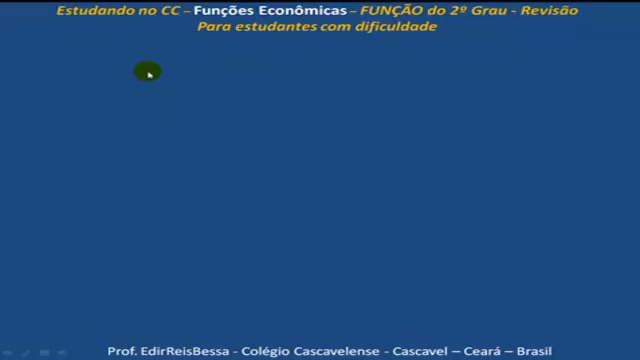 Estudando no CC – Funções Econômicas – FUNÇÃO do 2º Grau - Revisão
Para estudantes com dificuldade
Prof. EdirReisBessa - Colégio Cascavelense - Cascavel – Ceará – Brasil